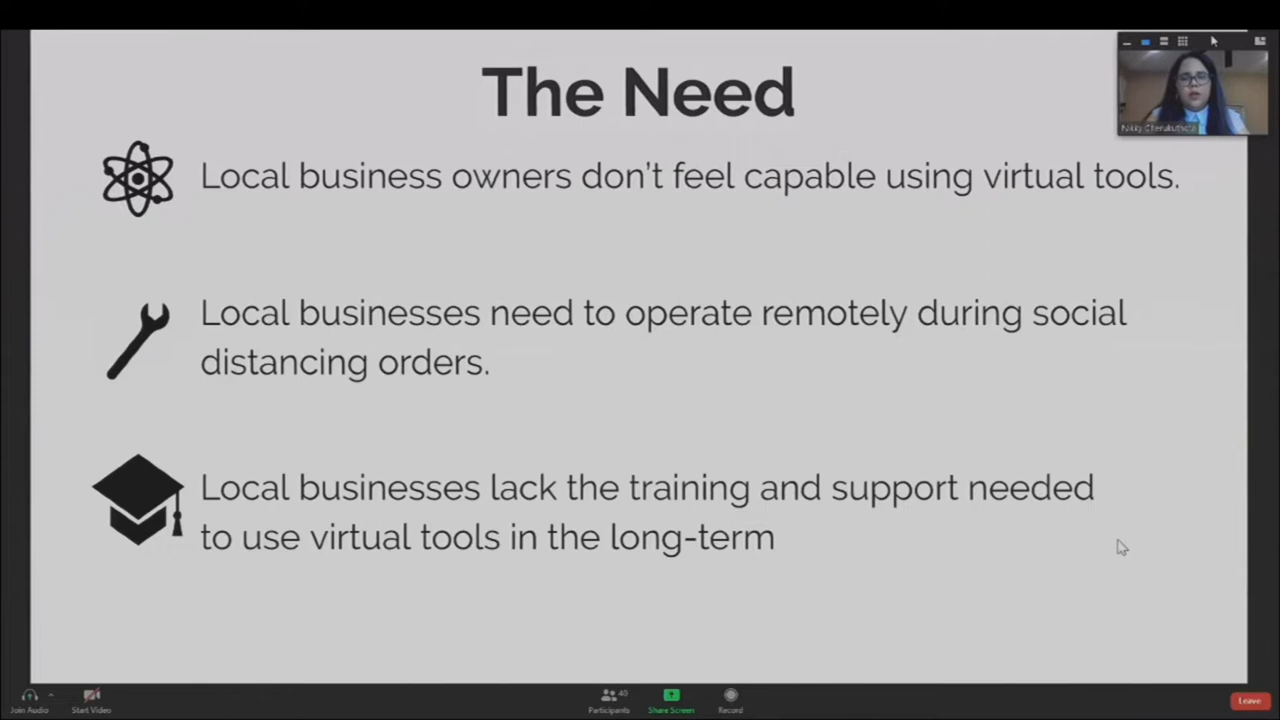 The Need
Local business owners don't feel capable using virtual tools.
Local businesses need to operate remotely during social
distancing orders.
Local businesses lack the training and support needed
to use virtual tools in the long-term
Join Audio
Start Video
40
Participants
Share Screen
Record
Leave